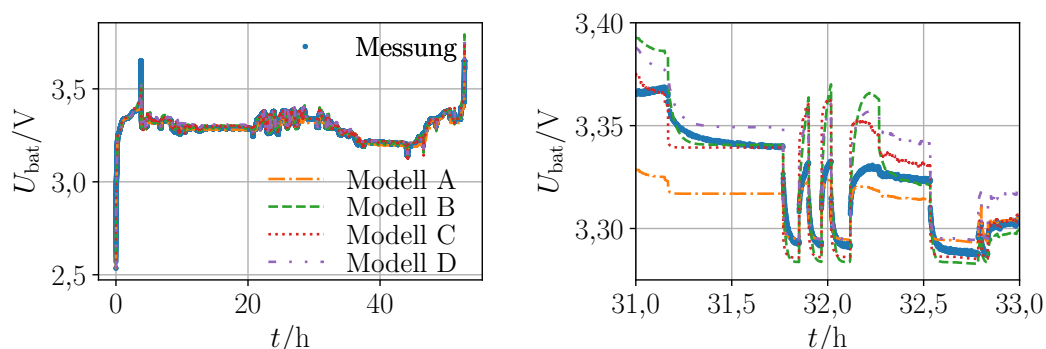 U_bat/V
3,5
3,0
2,5
Messung
Modell A
Modell B
Modell C
Modell D
0
20
40
t/h
U_bat/V
3,40
3,35
3,30
31,0
31,5
32,0
32,5
33,0
t/h